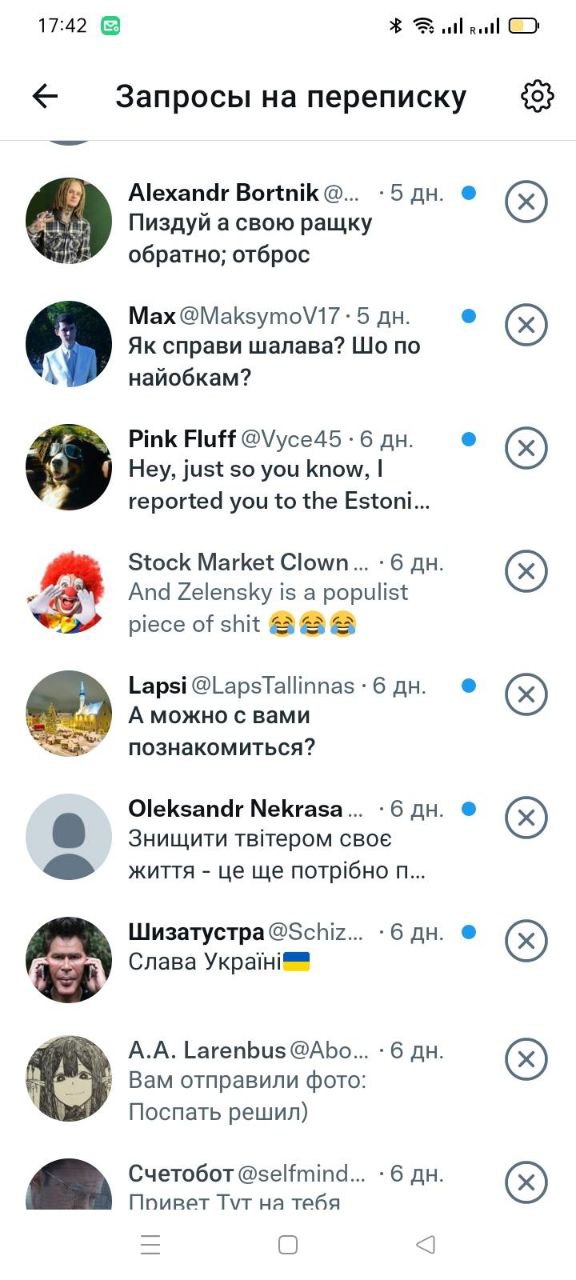 17:42
R
Запросы на переписку
Alexandr Bortnik @... · 5 дн.
Пиздуй а свою ращку
обратно; отброс
Max @MaksymoV17 · 5 дн.
Як справи шалава? Шо по
найобкам?
Pink Fluff @Vyce45 · 6 дн.
Hey, just so you know, I
reported you to the Estoni...
Stock Market Clown ... · 6 дн.
And Zelensky is a populist
piece of shit 😂😂😂
Lapsi @LapsTallinnas · 6 дн.
А можно с вами
познакомиться?
Oleksandr Nekrasa ... · 6 дн.
Знищити твітером своє
життя - це ще потрібно п...
Шизатустра @Schiz... · 6 дн.
Слава Україні🇺🇦
A.A. Larenbus @Abo... · 6 дн.
Вам отправили фото:
Поспать решил)
Счетобот @selfmind... · 6 дн.
Привет Тут на тебя